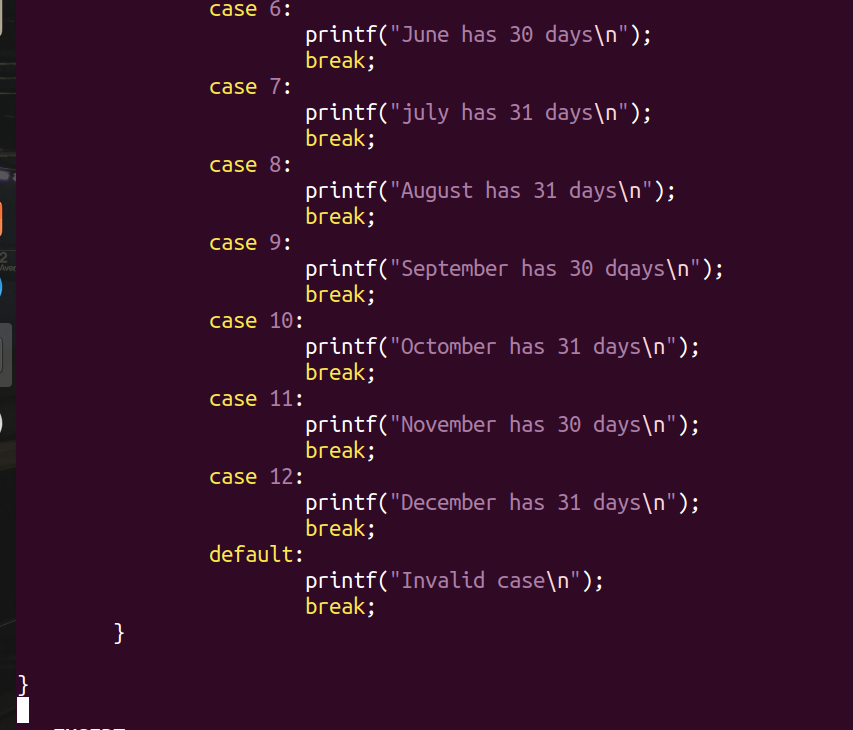 case 6:
printf("June has 30 days\n");
break;
case 7:
printf("july has 31 days\n");
break;
case 8:
printf("August has 31 days\n");
break;
case 9:
printf("September has 30 dqays\n");
break;
case 10:
printf("Octomber has 31 days\n");
break;
case 11:
printf("November has 30 days\n");
break;
case 12:
printf("December has 31 days\n");
break;
default:
printf("Invalid case\n");
break;
}
}